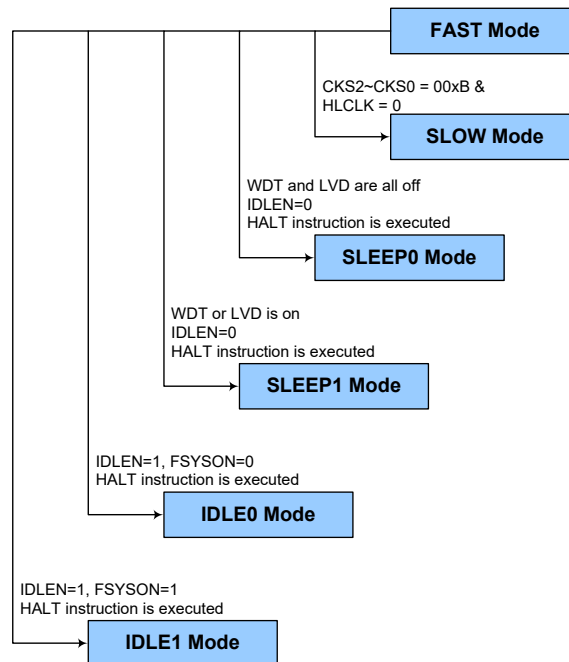 FAST Mode
CKS2~CKS0 = 00xB &
HLCLK = 0
SLOW Mode
WDT and LVD are all off
IDLEN=0
HALT instruction is executed
SLEEP0 Mode
WDT or LVD is on
IDLEN=0
HALT instruction is executed
SLEEP1 Mode
IDLEN=1, FSYSON=0
HALT instruction is executed
IDLE0 Mode
IDLEN=1, FSYSON=1
HALT instruction is executed
IDLE1 Mode